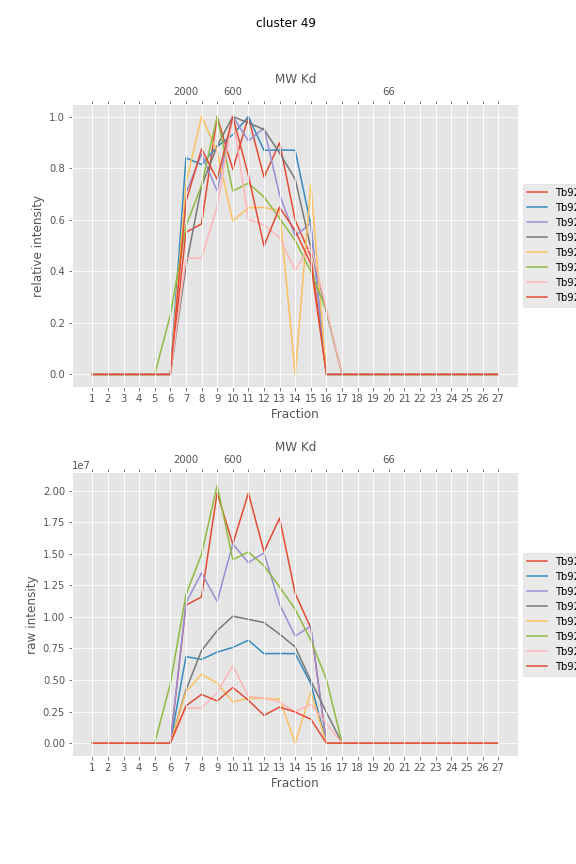 cluster 49
MW Kd
2000 600 66
1.0
0.8
0.6
0.4
0.2
0.0
relative intensity
1 2 3 4 5 6 7 8 9 10 11 12 13 14 15 16 17 18 19 20 21 22 23 24 25 26 27
Fraction
Tb92
Tb92
Tb92
Tb92
Tb92
Tb92
Tb92
Tb92
MW Kd
2000 600 66
1e7
2.00
1.75
1.50
1.25
1.00
0.75
0.50
0.25
0.00
raw intensity
1 2 3 4 5 6 7 8 9 10 11 12 13 14 15 16 17 18 19 20 21 22 23 24 25 26 27
Fraction
Tb92
Tb92
Tb92
Tb92
Tb92
Tb92
Tb92
Tb92